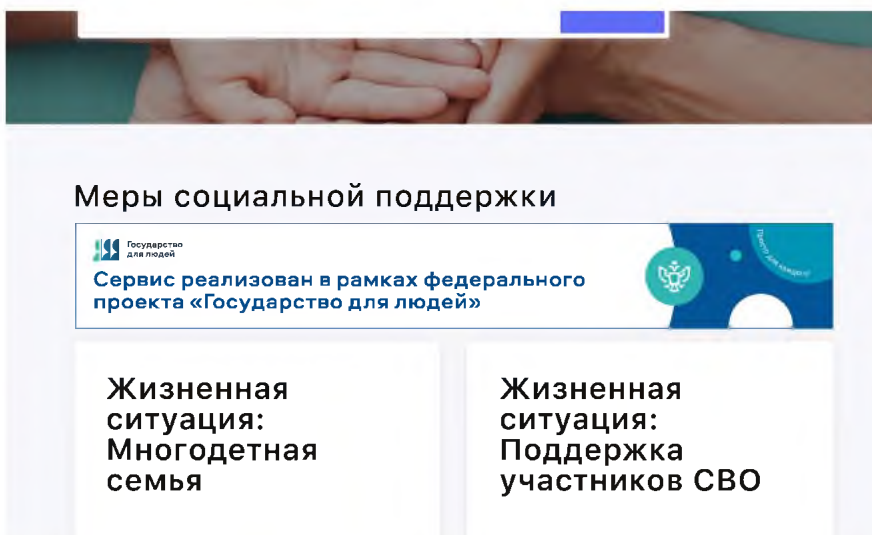 Меры социальной поддержки
Государство
для людей
Сервис реализован в рамках федерального
проекта «Государство для людей»
Просто для каждого!
Жизненная
ситуация:
Многодетная
семья
Жизненная
ситуация:
Поддержка
участников СВО